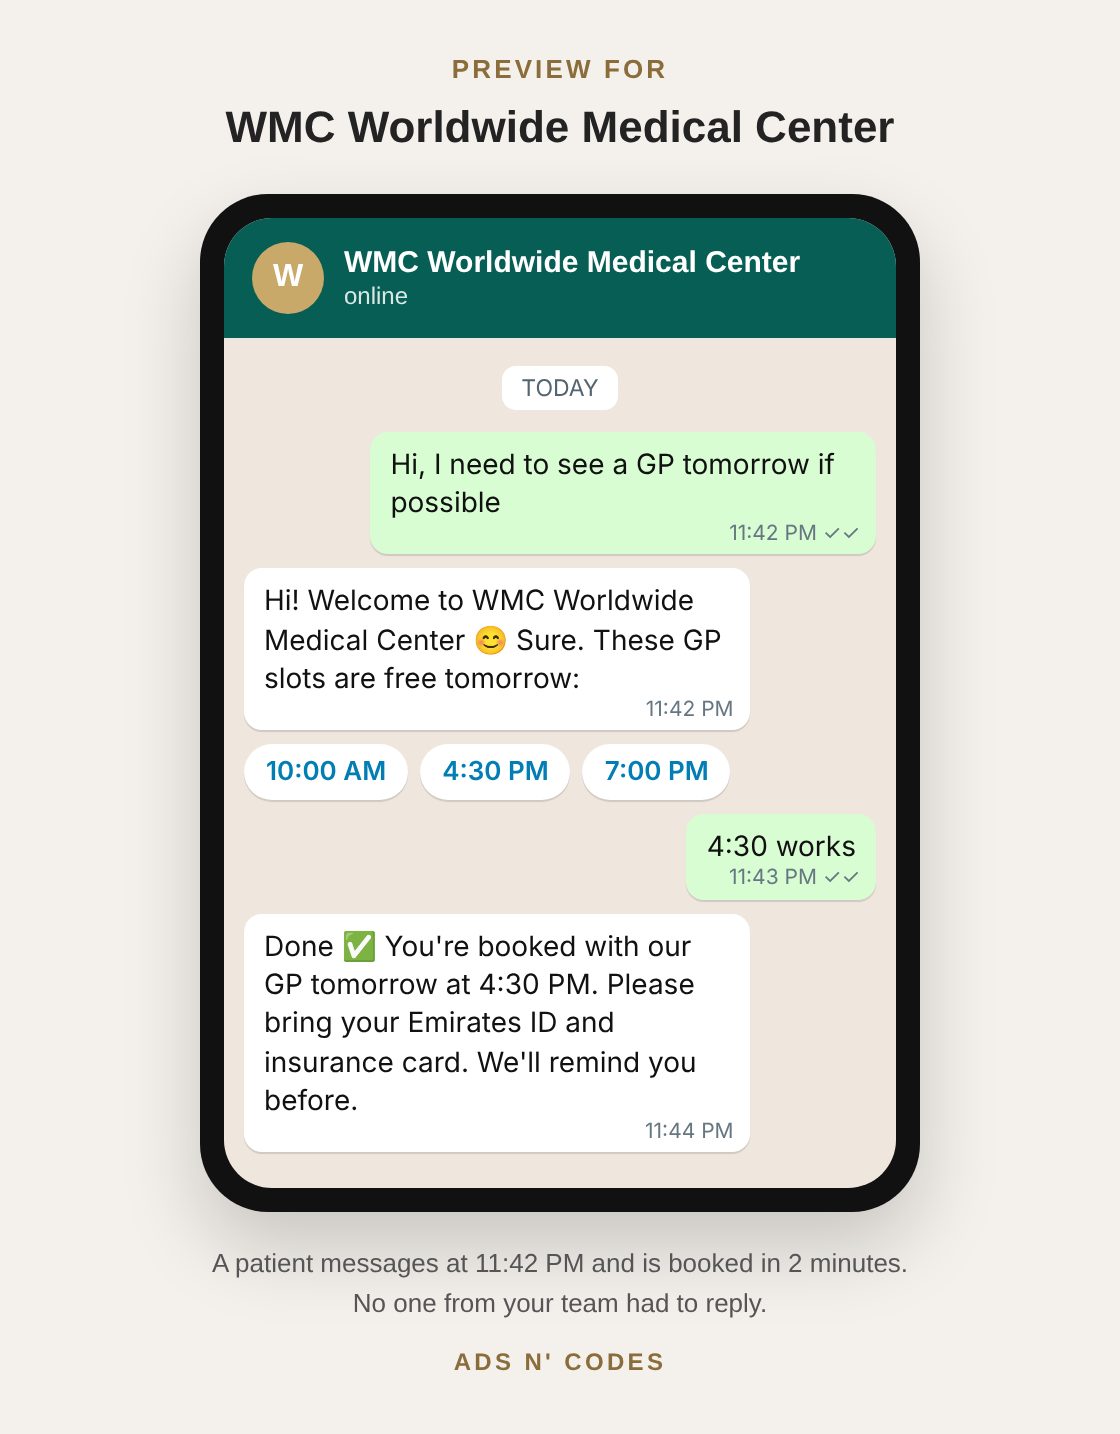 PREVIEW FOR
WMC Worldwide Medical Center
W
WMC Worldwide Medical Center
online
TODAY
Hi, I need to see a GP tomorrow if
possible
11:42 PM ✓✓
Hi! Welcome to WMC Worldwide
Medical Center 😊 Sure. These GP
slots are free tomorrow:
11:42 PM
10:00 AM 4:30 PM 7:00 PM
4:30 works
11:43 PM ✓✓
Done ✅ You're booked with our
GP tomorrow at 4:30 PM. Please
bring your Emirates ID and
insurance card. We'll remind you
before.
11:44 PM
A patient messages at 11:42 PM and is booked in 2 minutes.
No one from your team had to reply.
ADS N' CODES